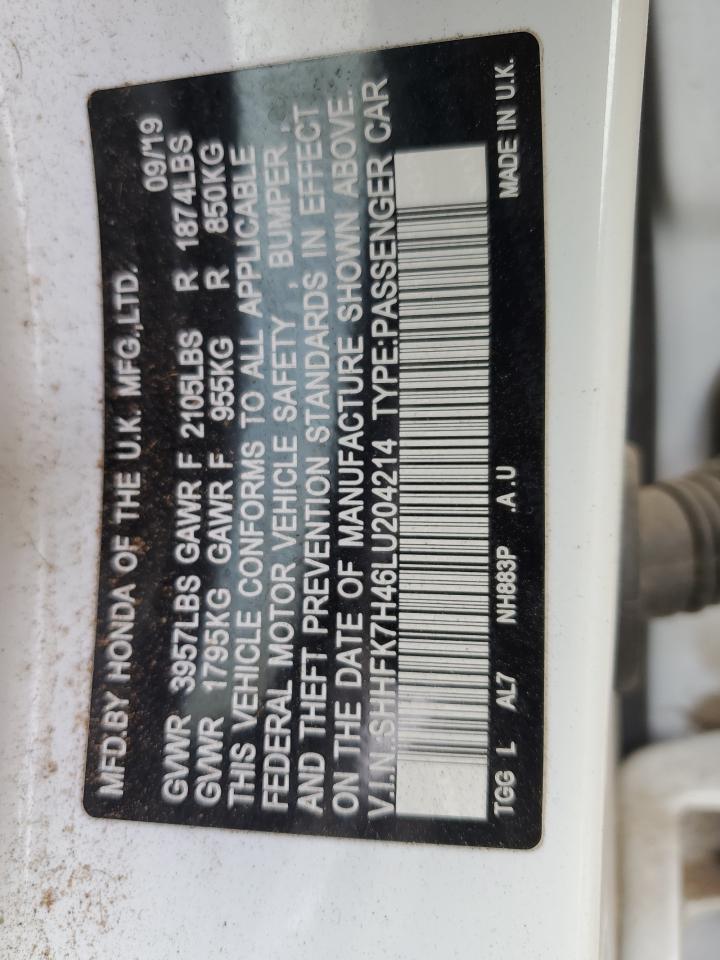 MFD.BY HONDA OF THE U.K. MFG.,LTD.
09/'19
GVWR 3957LBS GAWR F 2105LBS R 1874LBS
GVWR 1795KG GAWR F 955KG R 850KG
THIS VEHICLE CONFORMS TO ALL APPLICABLE
FEDERAL MOTOR VEHICLE SAFETY , BUMPER ,
AND THEFT PREVENTION STANDARDS IN EFFECT
ON THE DATE OF MANUFACTURE SHOWN ABOVE.
V.I.N.:SHHFK7H46LU204214 TYPE:PASSENGER CAR
TGG L AL7 NH883P .A .U MADE IN U.K.